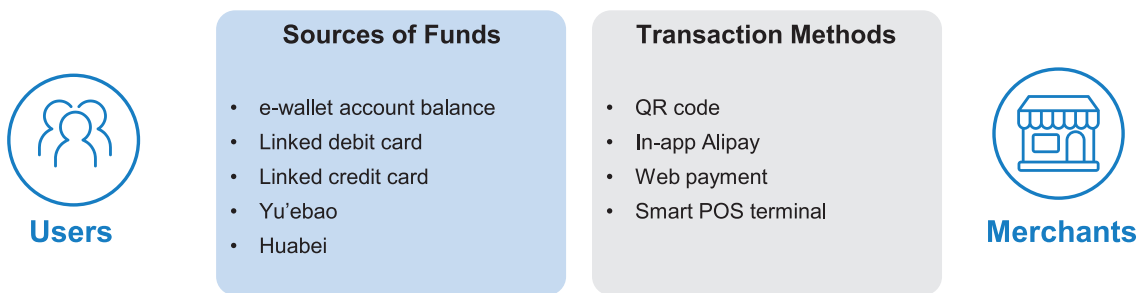 Sources of Funds
• e-wallet account balance
• Linked debit card
• Linked credit card
• Yu’ebao
• Huabei
Transaction Methods
• QR code
• In-app Alipay
• Web payment
• Smart POS terminal
Users
Merchants